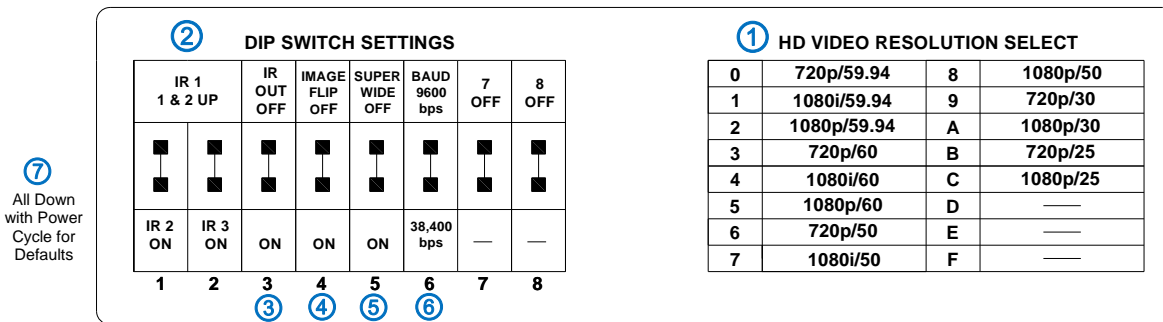 ② DIP SWITCH SETTINGS
IR 1
1 & 2 UP
IR
OUT
OFF
IMAGE
FLIP
OFF
SUPER
WIDE
OFF
BAUD
9600
bps
7
OFF
8
OFF
IR 2
ON
IR 3
ON
ON
ON
ON
38,400
bps
—
—
1 2 3 4 5 6 7 8
③ ④ ⑤ ⑥
⑦
All Down
with Power
Cycle for
Defaults
① HD VIDEO RESOLUTION SELECT
0 720p/59.94 8 1080p/50
1 1080i/59.94 9 720p/30
2 1080p/59.94 A 1080p/30
3 720p/60 B 720p/25
4 1080i/60 C 1080p/25
5 1080p/60 D —
6 720p/50 E —
7 1080i/50 F —